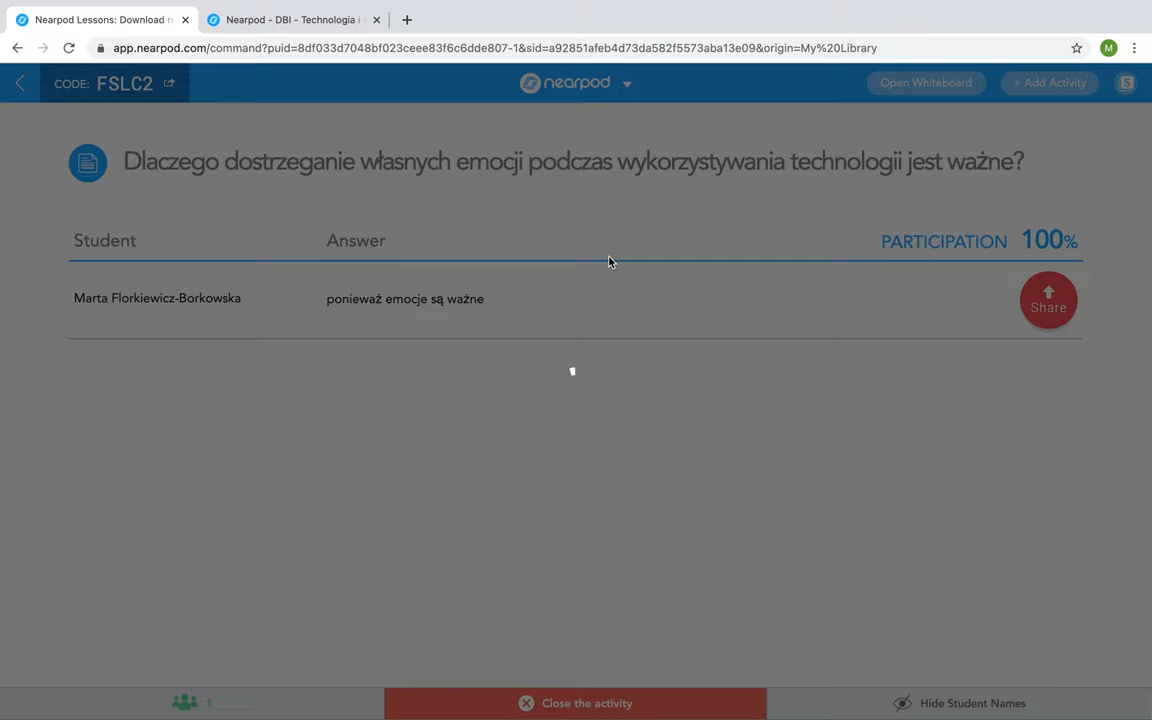 Nearpod Lessons: Download re
Nearpod - DBI - Technologia i
app.nearpod.com/command?puid=8df033d7048bf023ceee83f6c6dde807-1&sid=a92851afeb4d73da582f5573aba13e09&origin=My%20Library
M
CODE: FSLC2
nearpod
Open Whiteboard
+ Add Activity
S
Dlaczego dostrzeganie własnych emocji podczas wykorzystywania technologii jest ważne?
Student Answer PARTICIPATION 100%
Marta Florkiewicz-Borkowska ponieważ emocje są ważne
Share
1
Close the activity
Hide Student Names